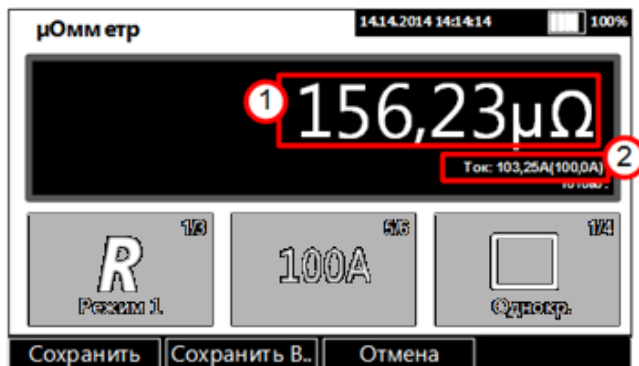 µОмметр
14.14.2014 14:14:14
100%
1
156,23µΩ
2
Ток: 103,25А(100,0А)
1/3
5/6
1/4
R
100А
Режим 1
Однокр.
Сохранить
Сохранить В..
Отмена